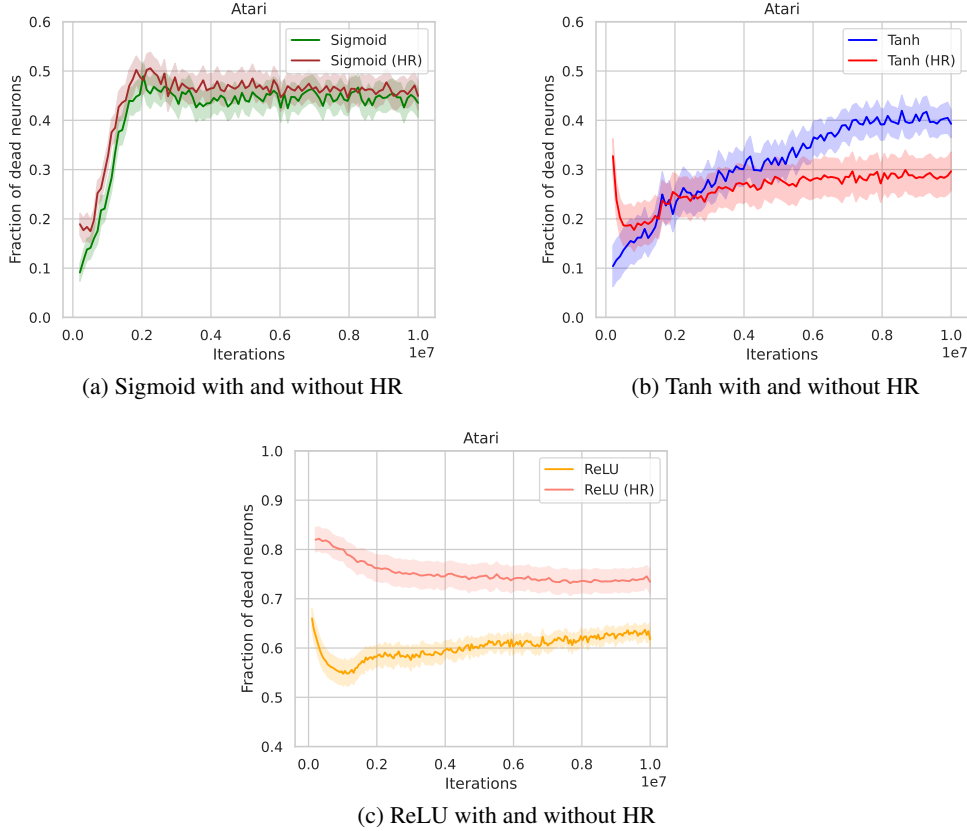 Atari
Fraction of dead neurons
0.6
0.5
0.4
0.3
0.2
0.1
0.0
Sigmoid
Sigmoid (HR)
0.0 0.2 0.4 0.6 0.8 1.0
Iterations
1e7
(a) Sigmoid with and without HR
Atari
Fraction of dead neurons
0.6
0.5
0.4
0.3
0.2
0.1
0.0
Tanh
Tanh (HR)
0.0 0.2 0.4 0.6 0.8 1.0
Iterations
1e7
(b) Tanh with and without HR
Atari
Fraction of dead neurons
1.0
0.9
0.8
0.7
0.6
0.5
0.4
ReLU
ReLU (HR)
0.0 0.2 0.4 0.6 0.8 1.0
Iterations
1e7
(c) ReLU with and without HR